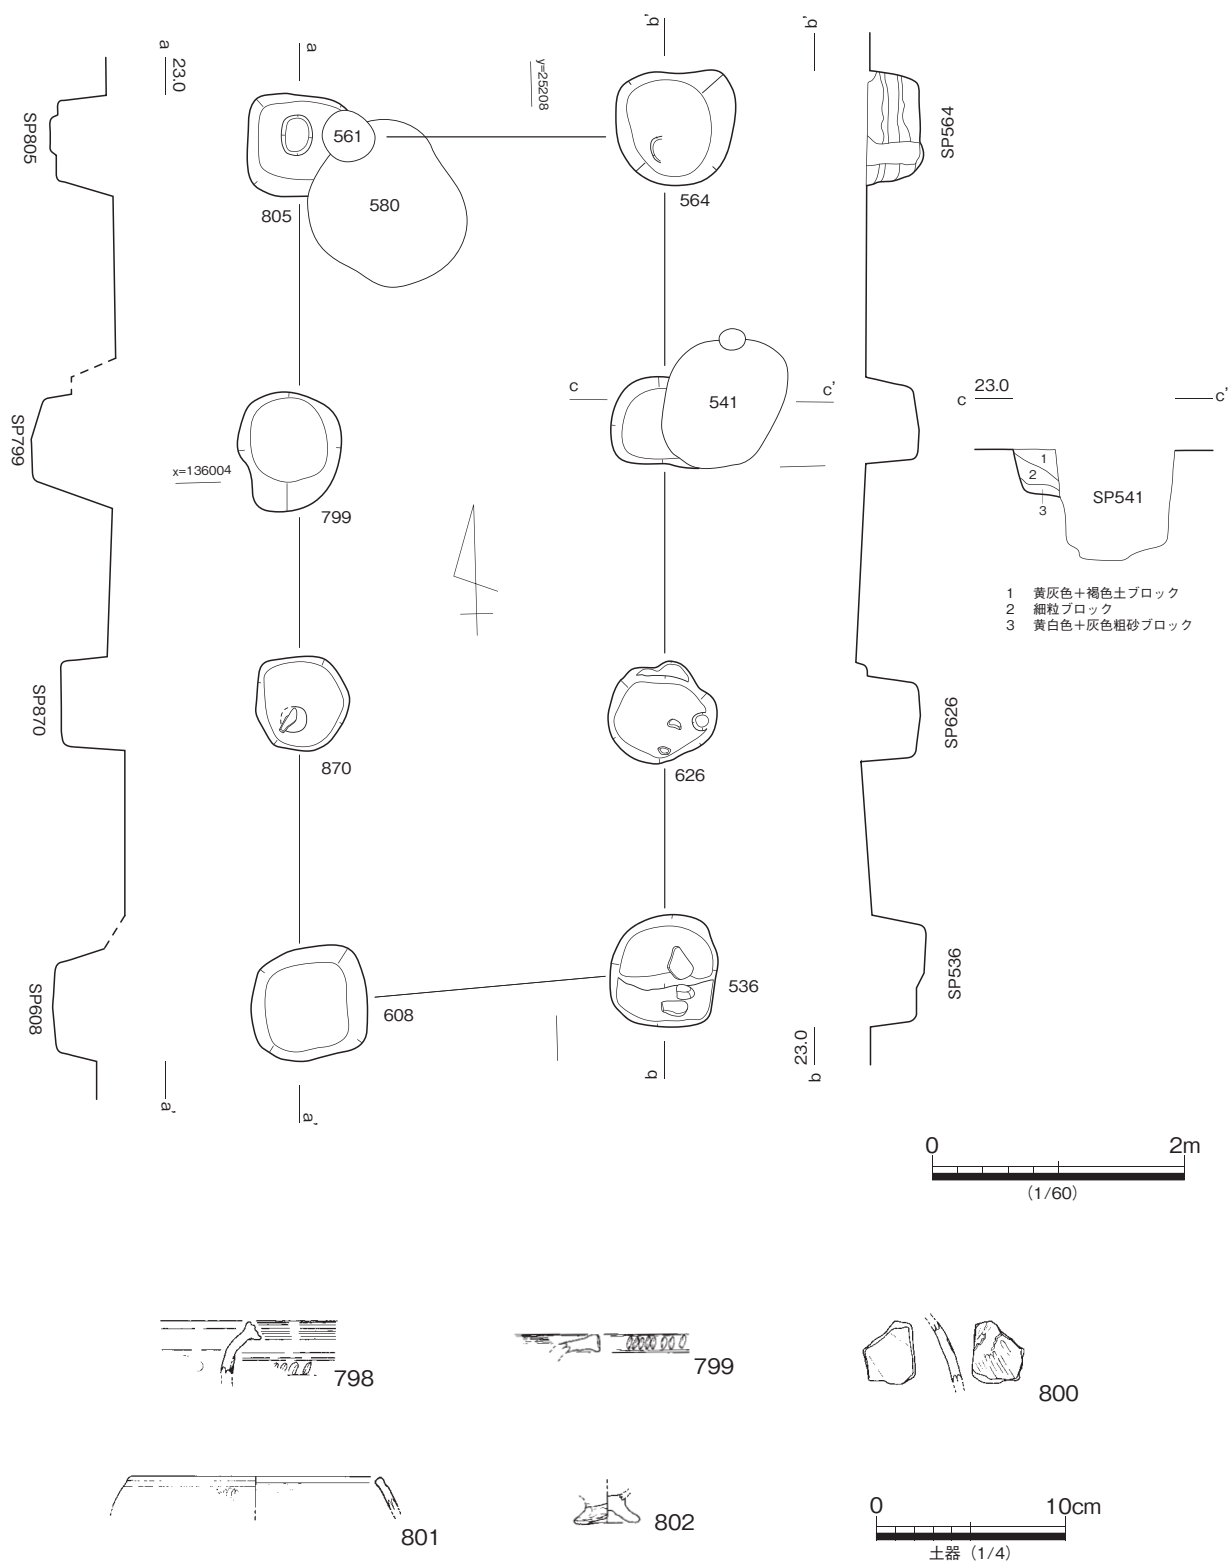 a
23.0
a
b'
b'
y=25208
SP805
561
580
805
564
SP564
c
c'
541
23.0
c
c'
SP799
x=136004
799
1
2
3
SP541
1 黄灰色+褐色土ブロック
2 細粒ブロック
3 黄白色+灰色粗砂ブロック
SP870
870
626
SP626
SP608
608
536
SP536
23.0
b
b
a'
a'
0 2m
(1/60)
798
799
800
801
802
0 10cm
土器 (1/4)